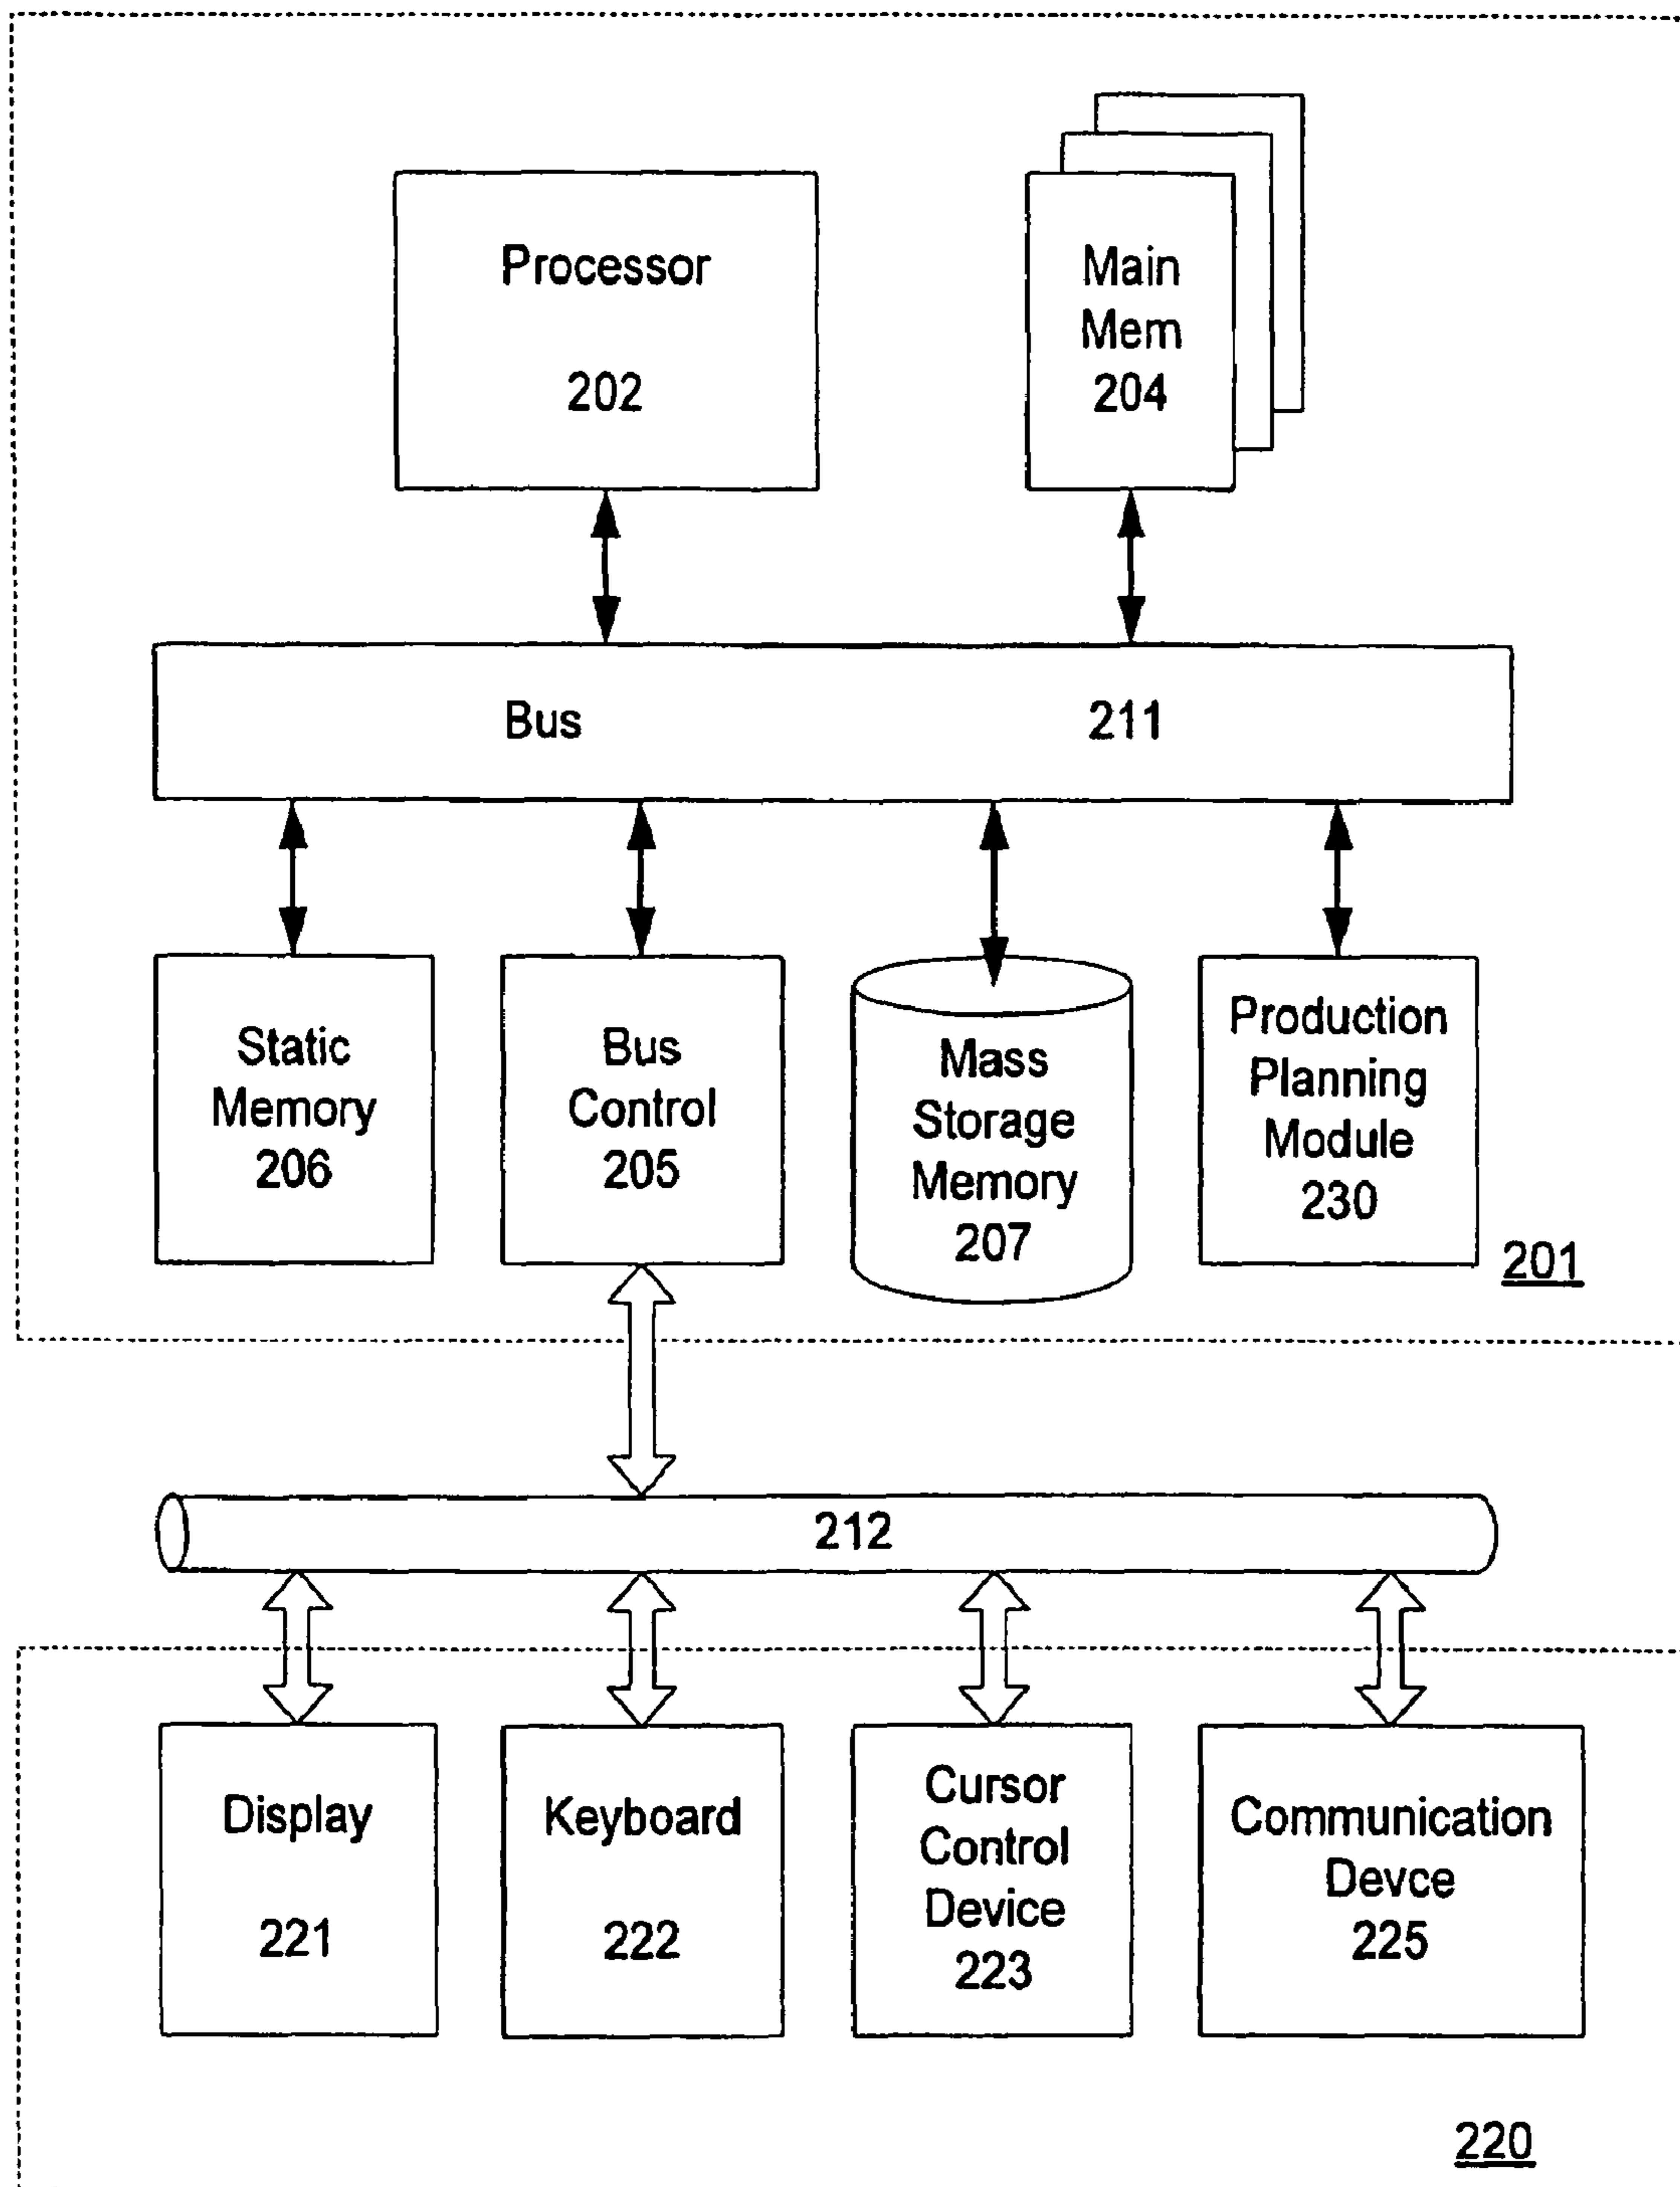 Processor
202
Main
Mem
204
Bus 211
Static
Memory
206
Bus
Control
205
Mass
Storage
Memory
207
Production
Planning
Module
230
201
212
Display
221
Keyboard
222
Cursor
Control
Device
223
Communication
Devce
225
220